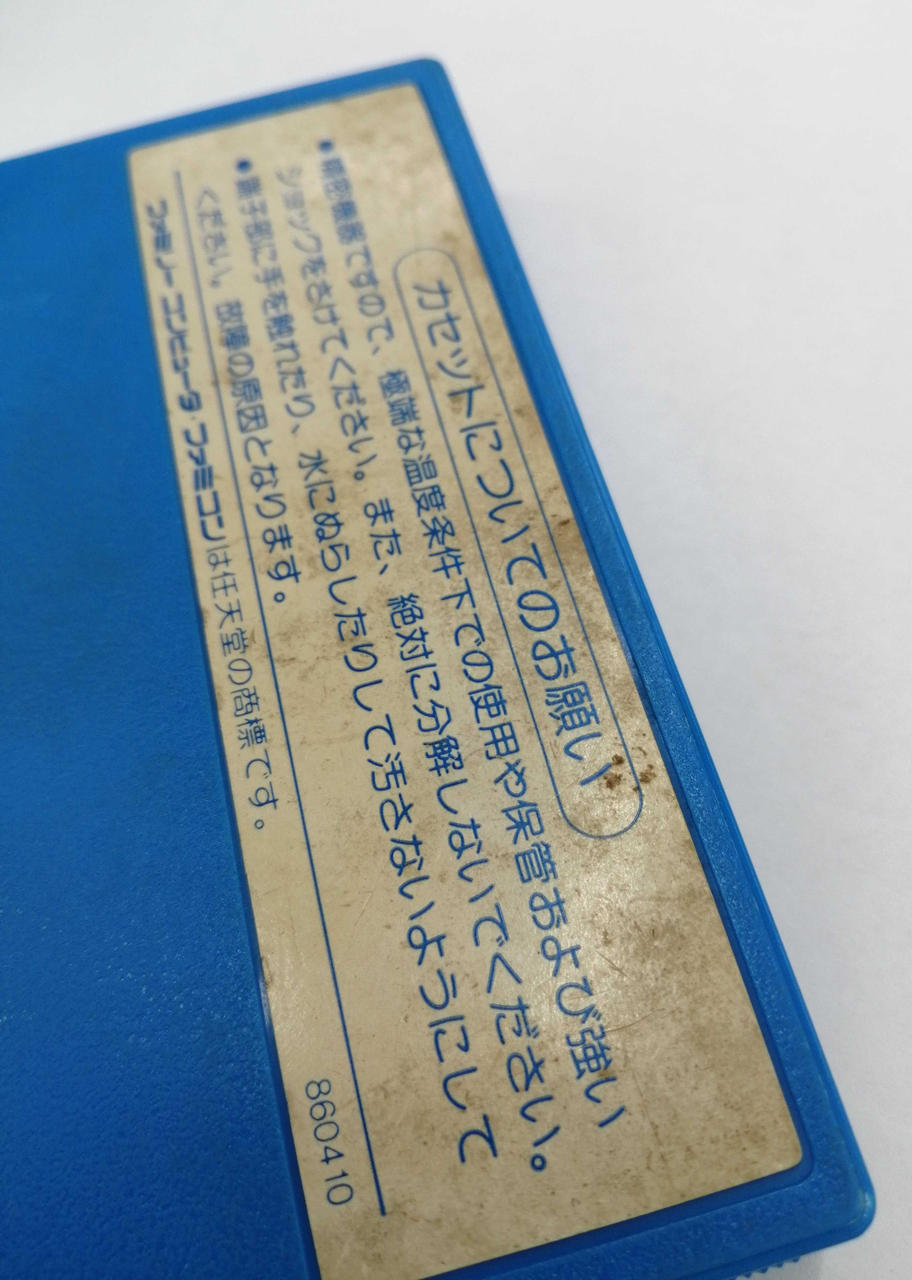 カセットについてのお願い
●精密機器ですので、極端な温度条件下での使用や保管および強い
ショックをさけてください。また、絶対に分解しないでください。
●端子部に手を触れたり、水にぬらしたりして汚さないようにして
ください。故障の原因となります。
ファミリーコンピュータ・ファミコンは任天堂の商標です。
860410